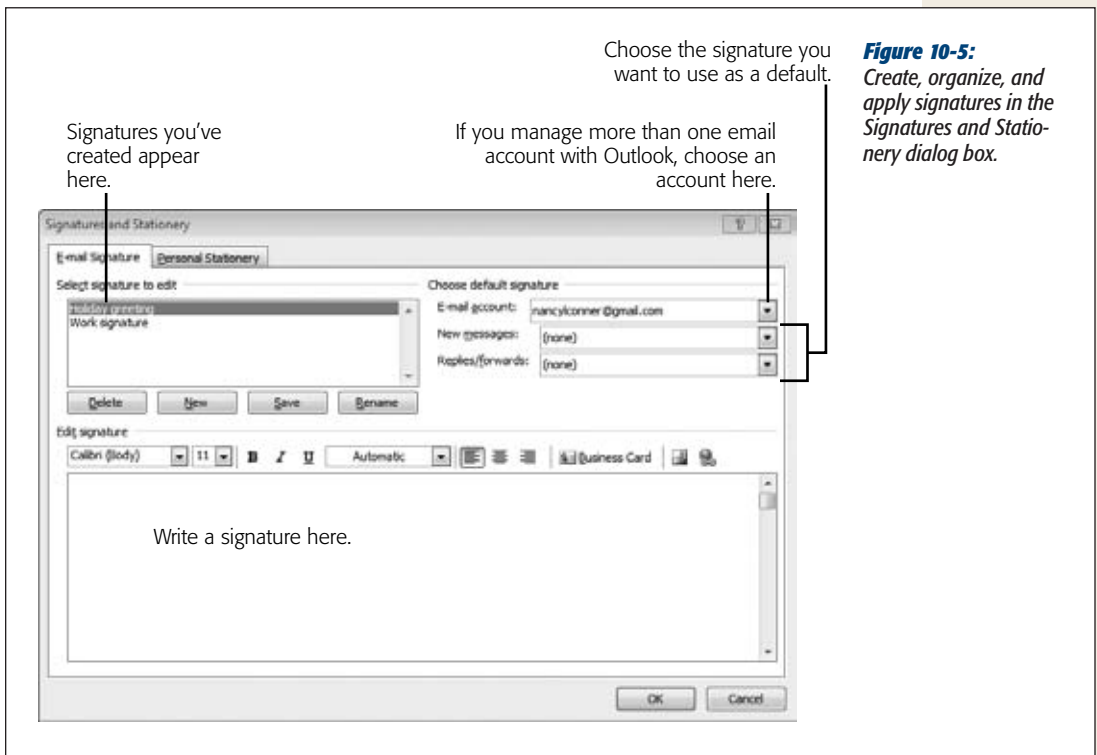 Choose the signature you
want to use as a default.
Figure 10-5:
Create, organize, and
apply signatures in the
Signatures and Statio-
nery dialog box.
Signatures you've
created appear
here.
If you manage more than one email
account with Outlook, choose an
account here.
Signatures and Stationery
E-mail Signature
Personal Stationery
Select signature to edit
Choose default signature
Holiday greeting
Work signature
E-mail account:
nancylconner@gmail.com
New messages:
(none)
Replies/forwards:
(none)
Delete
New
Save
Rename
Edit signature
Calibri (Body)
11
B
I
U
Automatic
Business Card
Write a signature here.
OK
Cancel